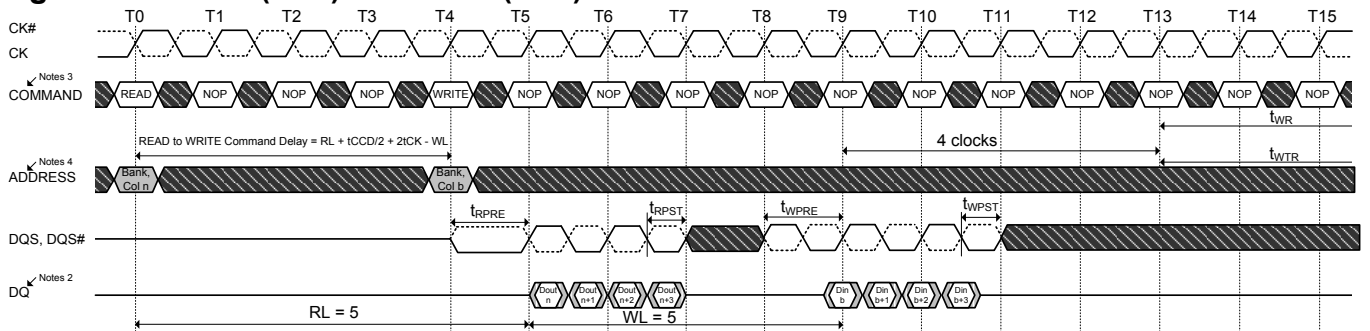 T0 T1 T2 T3 T4 T5 T6 T7 T8 T9 T10 T11 T12 T13 T14 T15
CK#
CK
Notes 3
COMMAND READ NOP NOP NOP WRITE NOP NOP NOP NOP NOP NOP NOP NOP NOP NOP NOP
tWR
READ to WRITE Command Delay = RL + tCCD/2 + 2tCK - WL
4 clocks
Notes 4
tWTR
ADDRESS
Bank, Col n
Bank, Col b
tRPRE tRPST tWPRE tWPST
DQS, DQS#
Notes 2
DQ
Dout n
Dout n+1
Dout n+2
Dout n+3
Din b
Din b+1
Din b+2
Din b+3
RL = 5
WL = 5